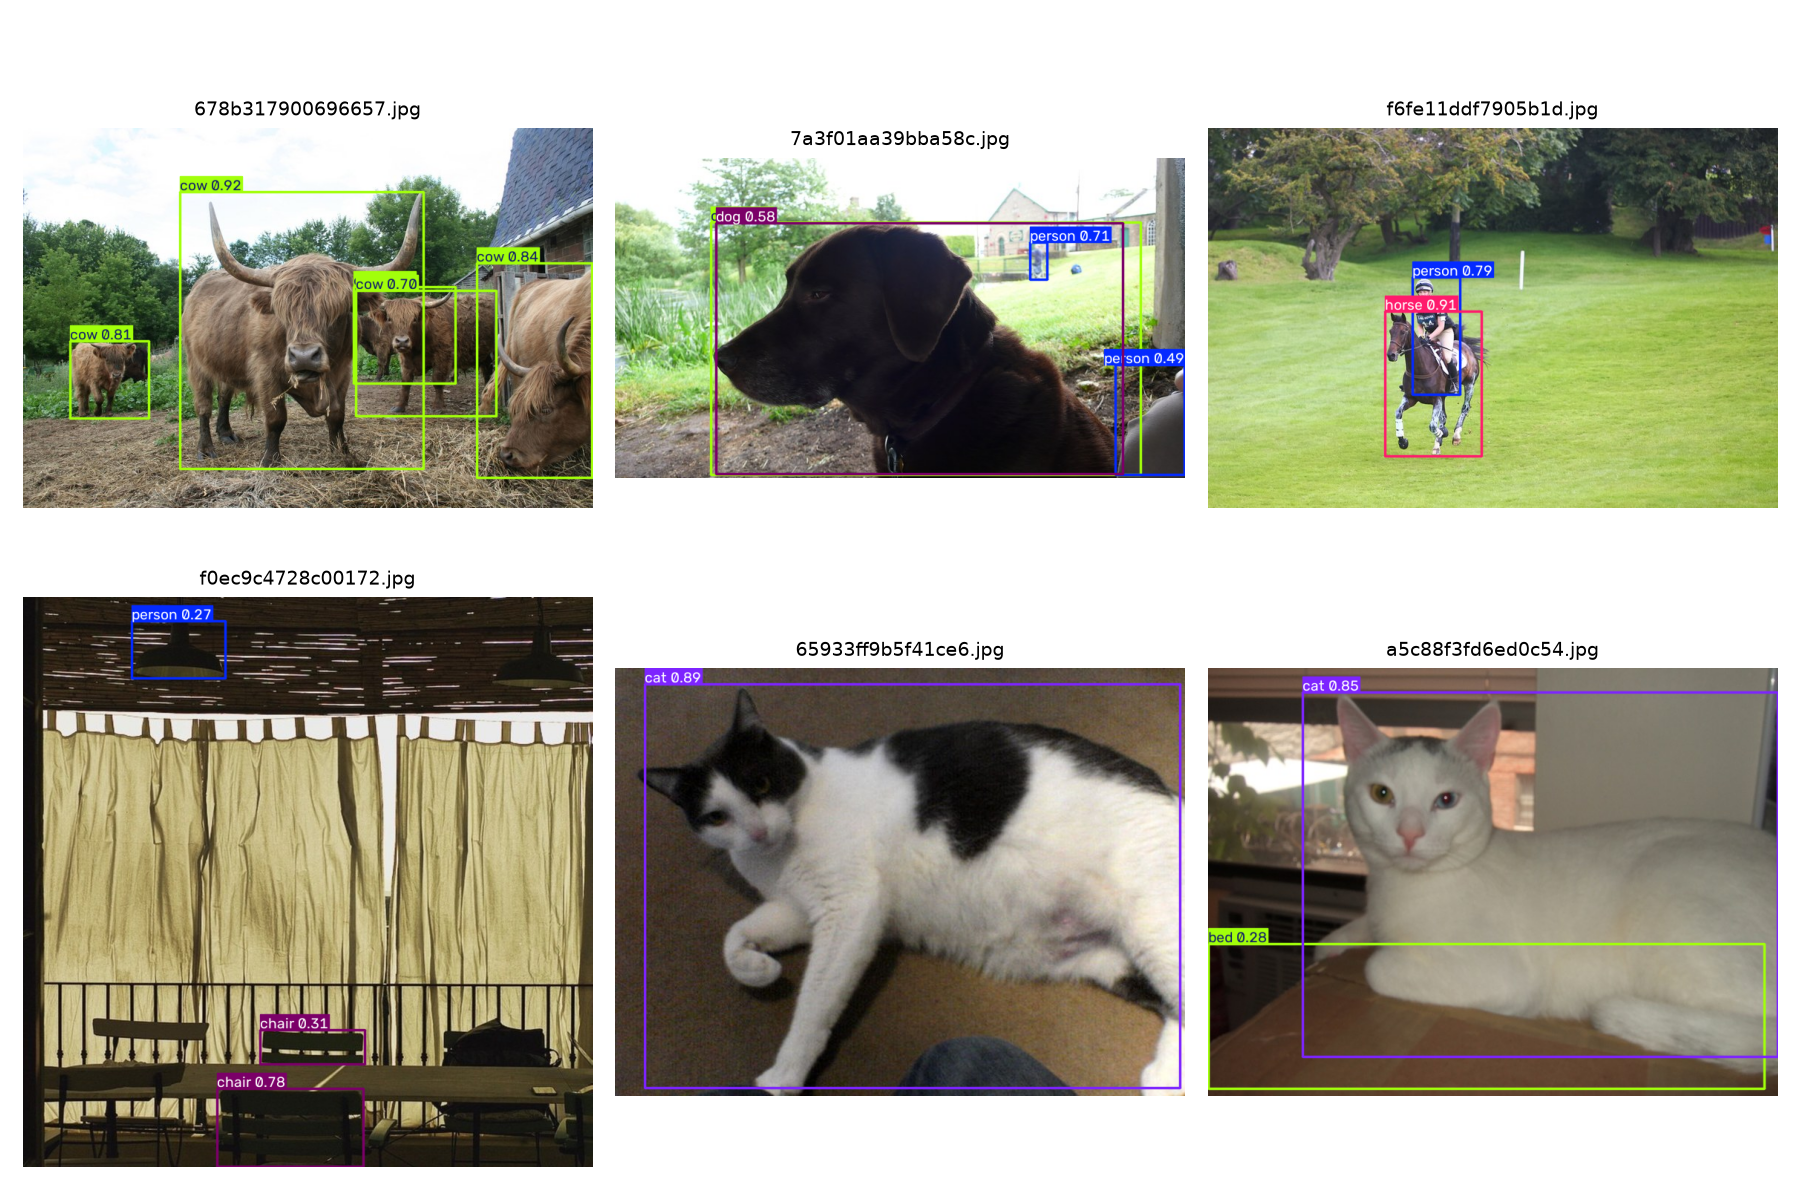 678b317900696657.jpg
7a3f01aa39bba58c.jpg
f6fe11ddf7905b1d.jpg
cow 0.92
cow 0.84
cow 0.70
cow 0.81
dog 0.58
person 0.71
person 0.49
person 0.79
horse 0.91
f0ec9c4728c00172.jpg
65933ff9b5f41ce6.jpg
a5c88f3fd6ed0c54.jpg
person 0.27
chair 0.31
chair 0.78
cat 0.89
cat 0.85
bed 0.28